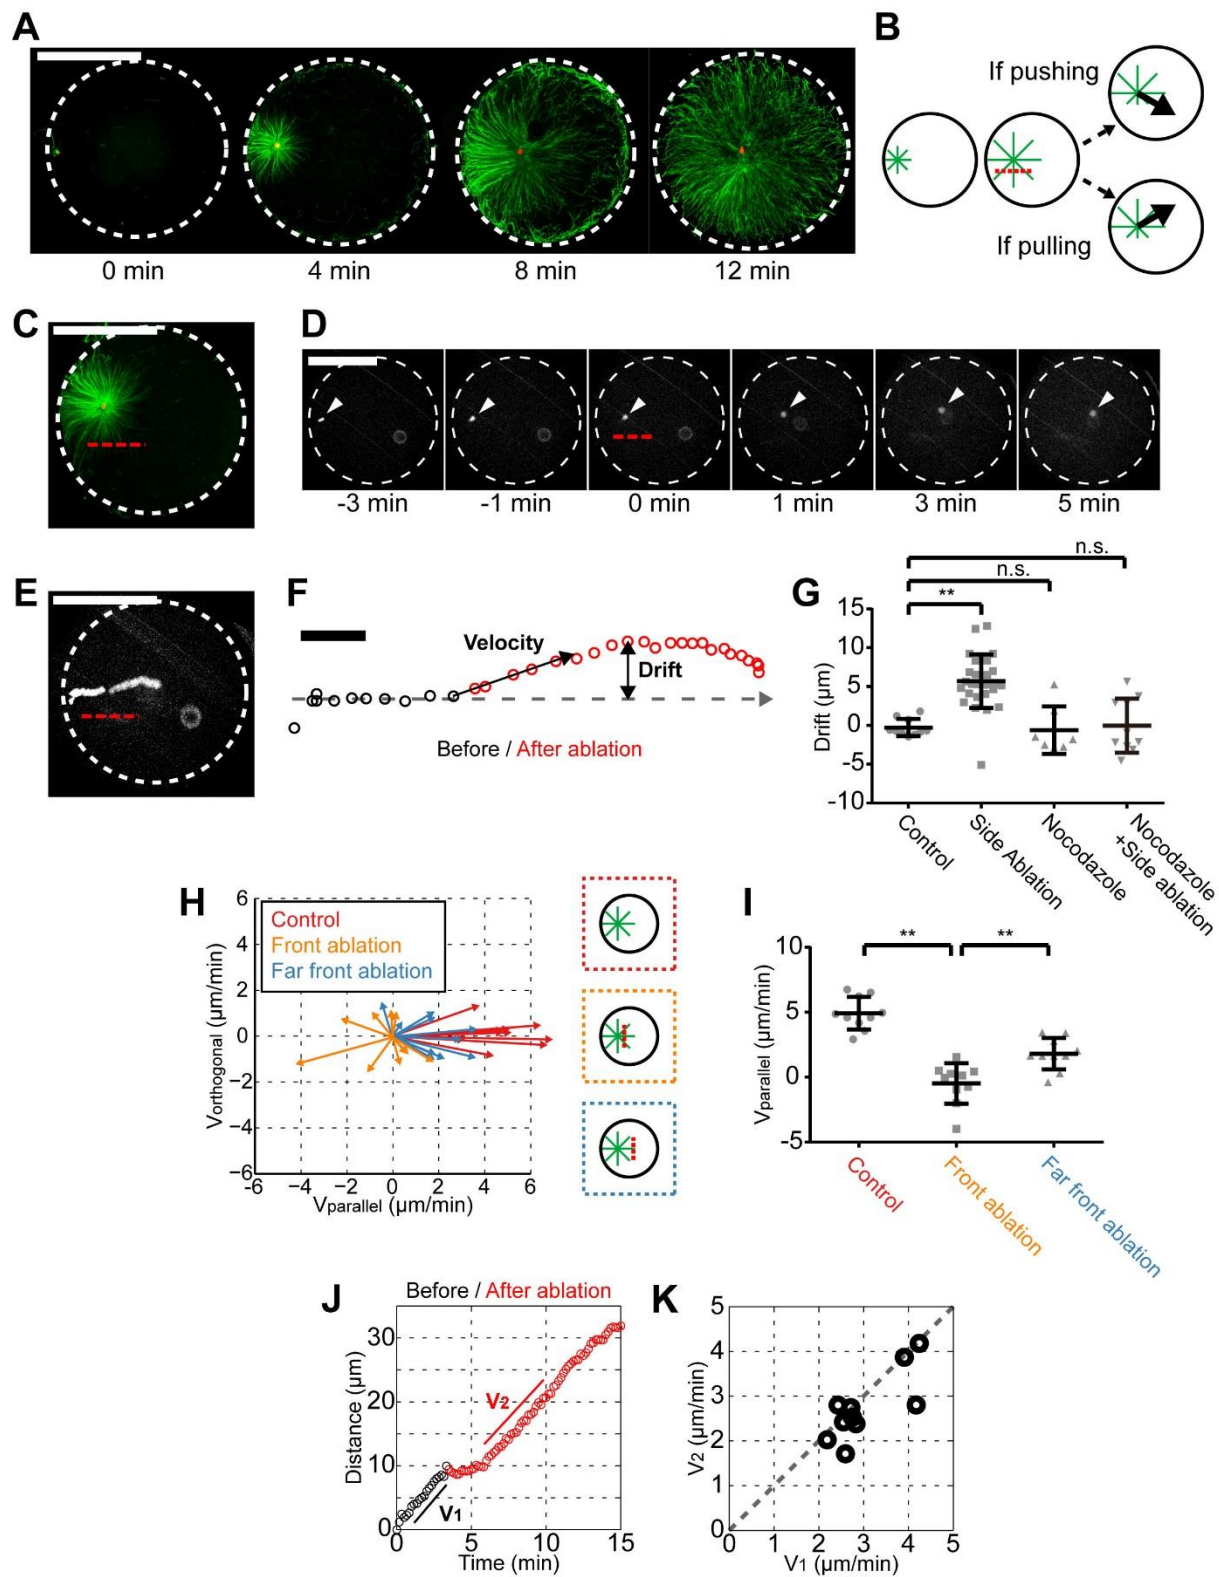 A
0 min
4 min
8 min
12 min
B
If pushing
If pulling
C
D
-3 min
-1 min
0 min
1 min
3 min
5 min
E
F
Velocity
Drift
Before / After ablation
G
n.s.
n.s.
**
Drift (µm)
15
10
5
0
-5
-10
Control
Side Ablation
Nocodazole
Nocodazole
+Side ablation
H
Control
Front ablation
Far front ablation
Vorthogonal (µm/min)
6
4
2
0
−2
−4
−6
-6
−4
−2
0
2
4
6
Vparallel (µm/min)
I
**
**
Vparallel (µm/min)
10
5
0
-5
Control
Front ablation
Far front ablation
J
Before / After ablation
Distance (µm)
30
20
10
0
V2
V1
0
5
10
15
Time (min)
K
V2 (µm/min)
5
4
3
2
1
0
0
1
2
3
4
5
V1 (µm/min)